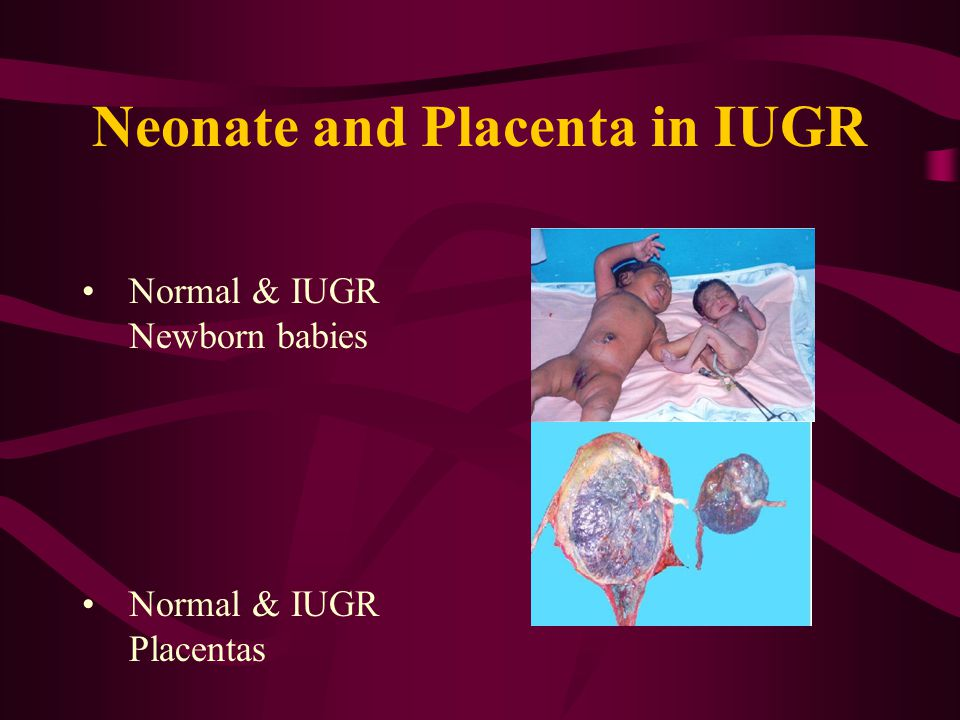 Neonate and Placenta in IUGR
• Normal & IUGR
Newborn babies
• Normal & IUGR
Placentas